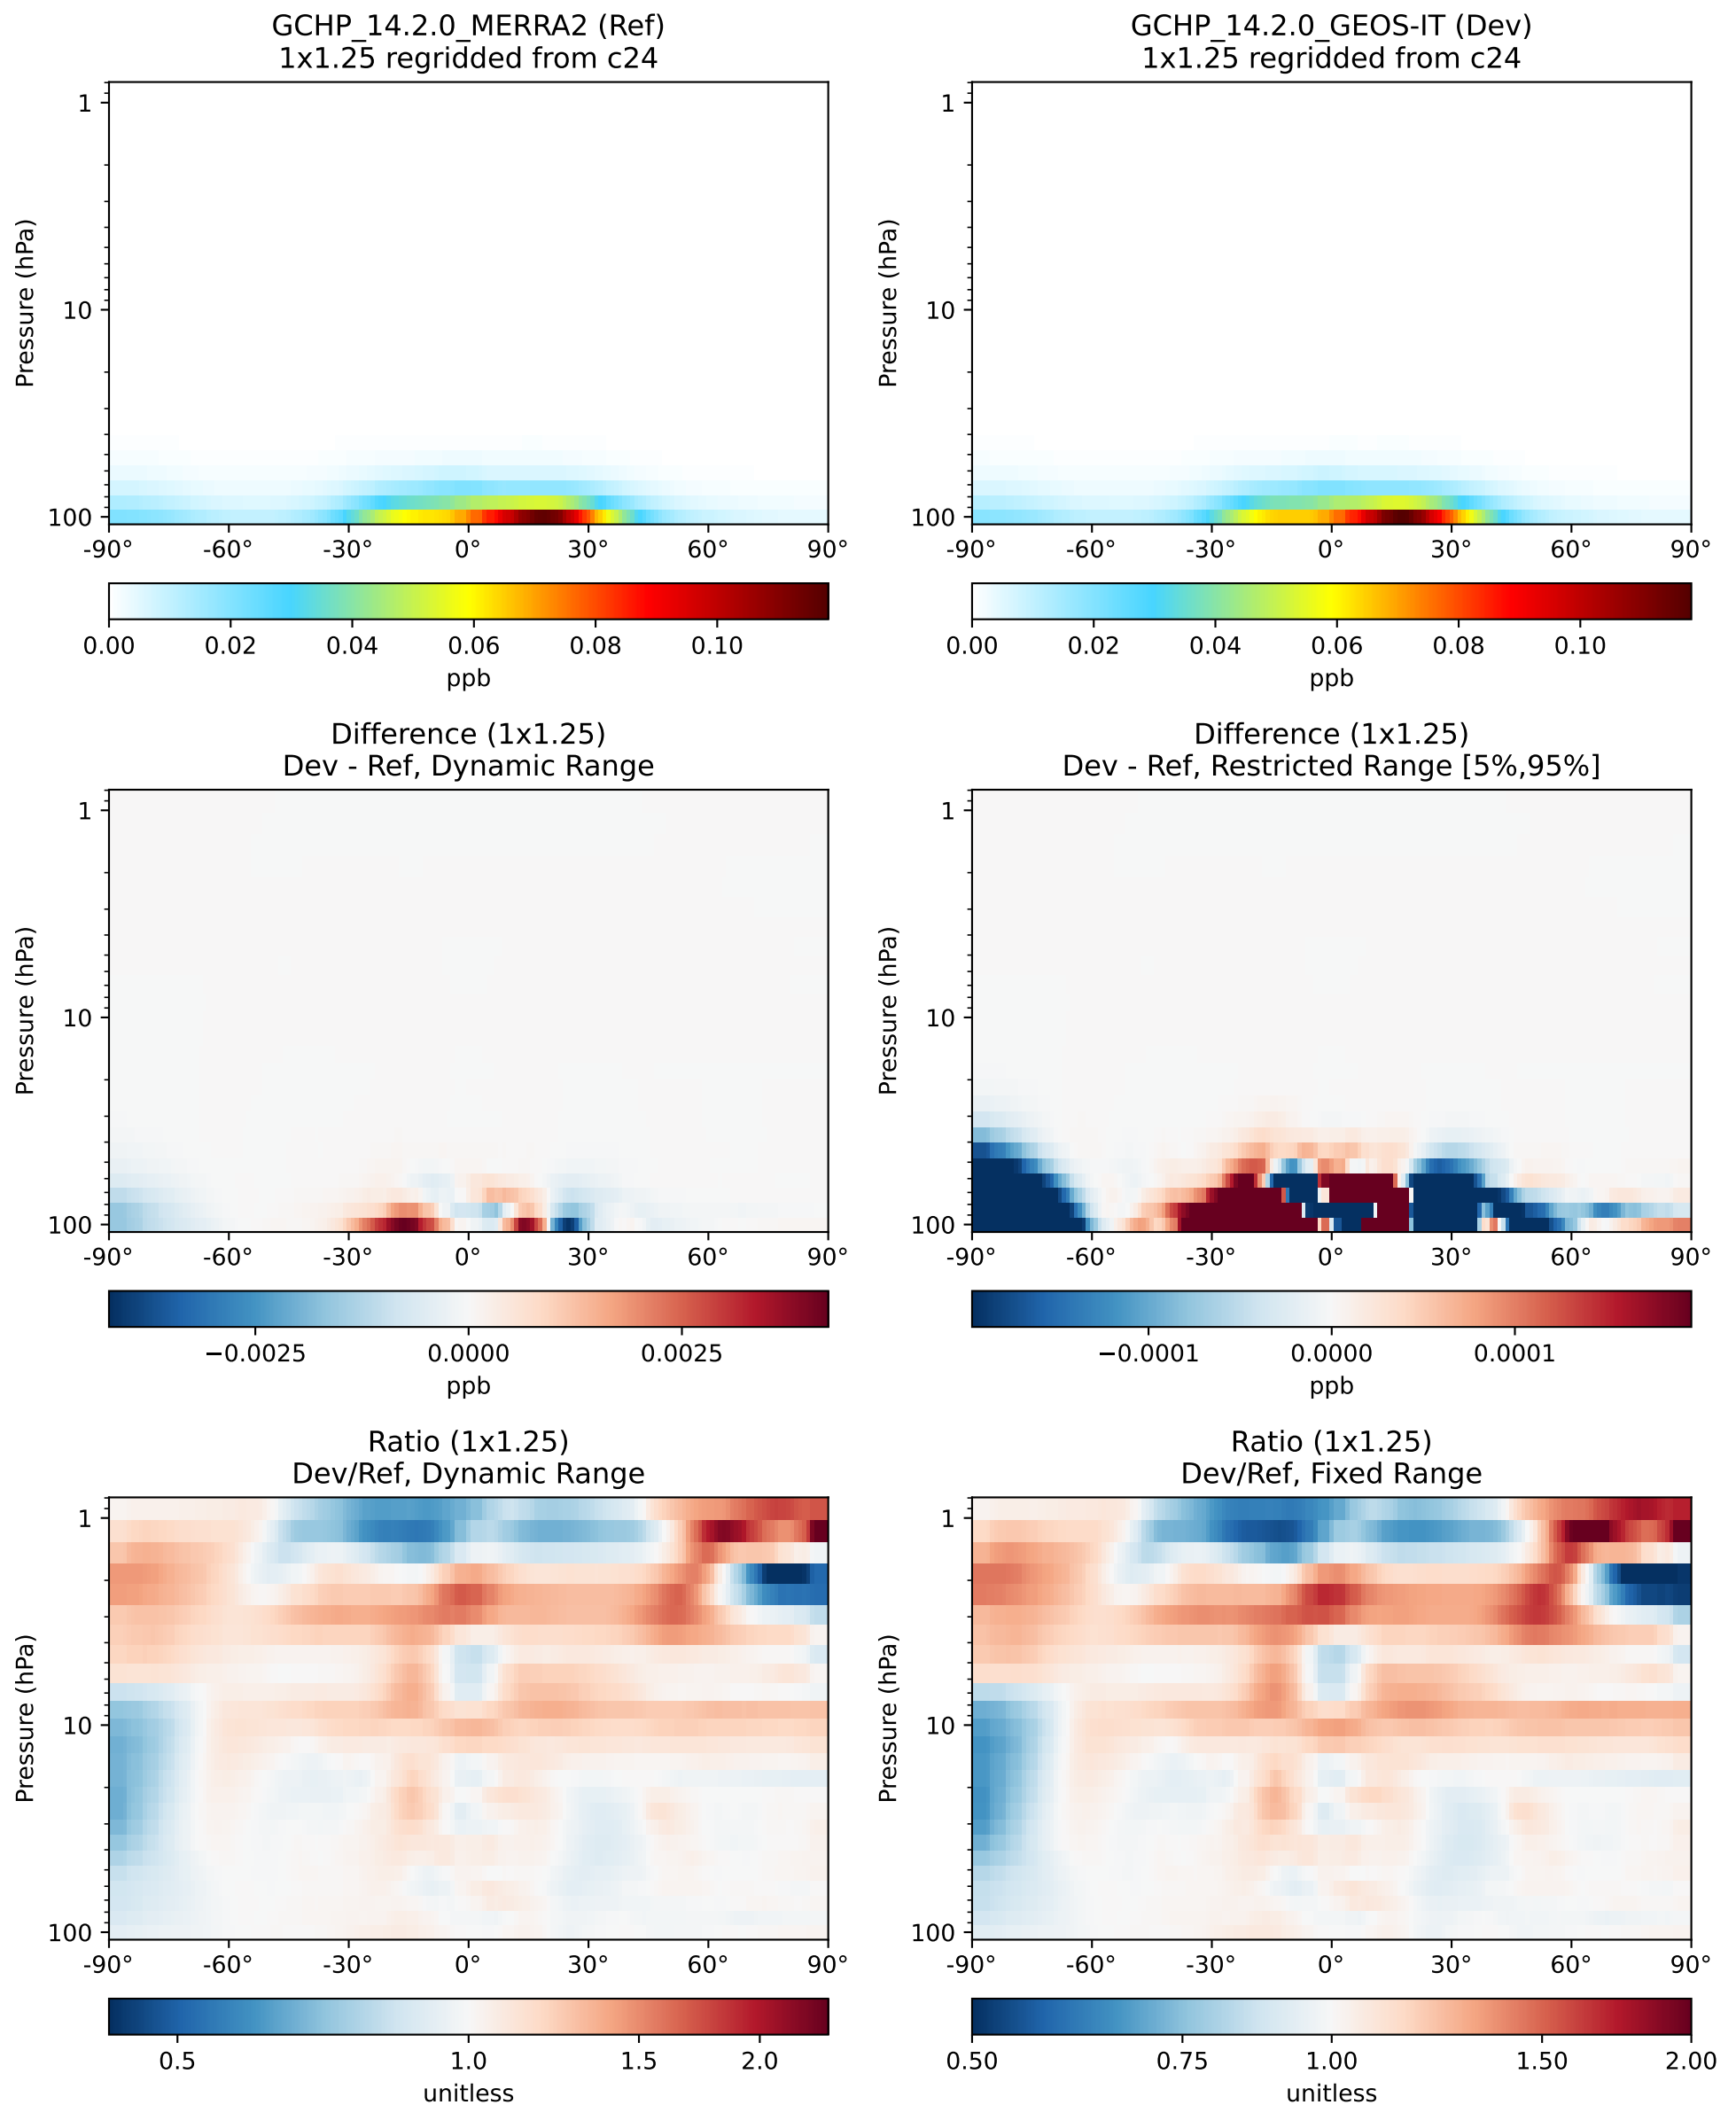 GCHP_14.2.0_MERRA2 (Ref)
1x1.25 regridded from c24
Pressure (hPa)
1
10
100
-90° -60° -30° 0° 30° 60° 90°
0.00 0.02 0.04 0.06 0.08 0.10
ppb
GCHP_14.2.0_GEOS-IT (Dev)
1x1.25 regridded from c24
Pressure (hPa)
1
10
100
-90° -60° -30° 0° 30° 60° 90°
0.00 0.02 0.04 0.06 0.08 0.10
ppb
Difference (1x1.25)
Dev - Ref, Dynamic Range
Pressure (hPa)
1
10
100
-90° -60° -30° 0° 30° 60° 90°
−0.0025 0.0000 0.0025
ppb
Difference (1x1.25)
Dev - Ref, Restricted Range [5%,95%]
Pressure (hPa)
1
10
100
-90° -60° -30° 0° 30° 60° 90°
−0.0001 0.0000 0.0001
ppb
Ratio (1x1.25)
Dev/Ref, Dynamic Range
Pressure (hPa)
1
10
100
-90° -60° -30° 0° 30° 60° 90°
0.5 1.0 1.5 2.0
unitless
Ratio (1x1.25)
Dev/Ref, Fixed Range
Pressure (hPa)
1
10
100
-90° -60° -30° 0° 30° 60° 90°
0.50 0.75 1.00 1.50 2.00
unitless